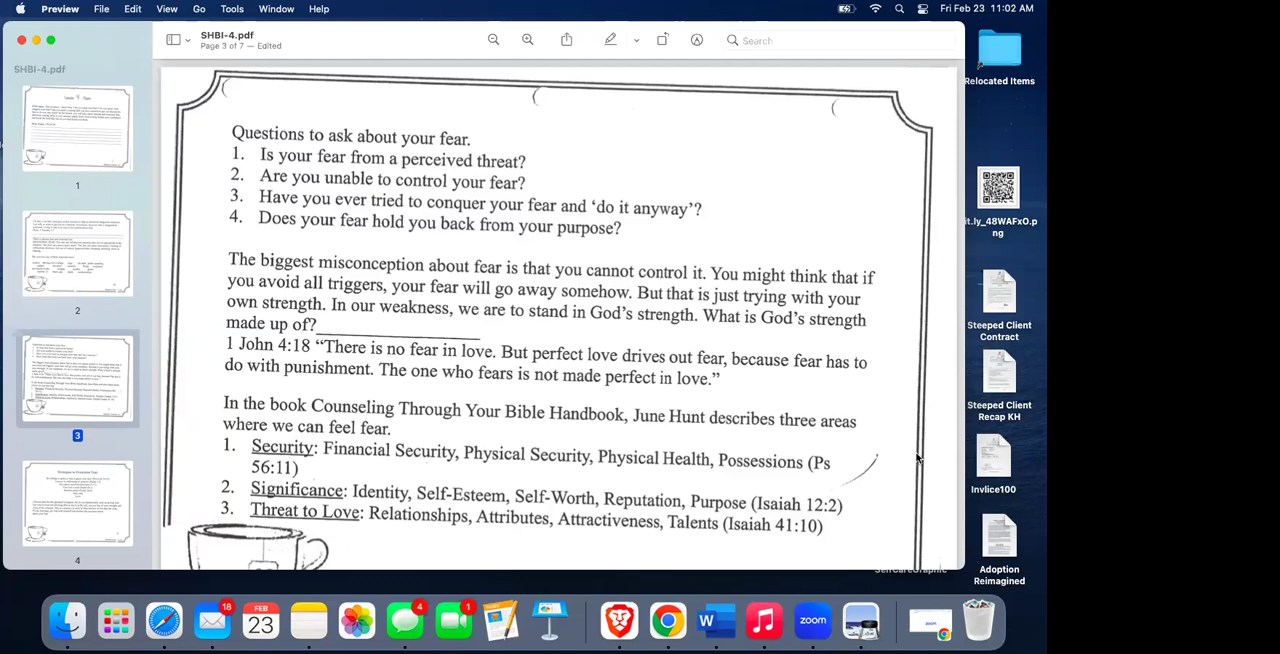 Preview File Edit View Go Tools Window Help
Fri Feb 23 11:02 AM
SHBI-4.pdf
Page 3 of 7 — Edited
Search
SHBI-4.pdf
1
2
3
4
Questions to ask about your fear.
1. Is your fear from a perceived threat?
2. Are you unable to control your fear?
3. Have you ever tried to conquer your fear and ‘do it anyway’?
4. Does your fear hold you back from your purpose?
The biggest misconception about fear is that you cannot control it. You might think that if
you avoid all triggers, your fear will go away somehow. But that is just trying with your
own strength. In our weakness, we are to stand in God’s strength. What is God’s strength
made up of?
1 John 4:18 “There is no fear in love. But perfect love drives out fear, because fear has to
do with punishment. The one who fears is not made perfect in love.”
In the book Counseling Through Your Bible Handbook, June Hunt describes three areas
where we can feel fear.
1. Security: Financial Security, Physical Security, Physical Health, Possessions (Ps
56:11)
2. Significance: Identity, Self-Esteem, Self-Worth, Reputation, Purpose (Isaiah 12:2)
3. Threat to Love: Relationships, Attributes, Attractiveness, Talents (Isaiah 41:10)
Relocated Items
it.ly_48WAFxO.p
ng
Steeped Client
Contract
Steeped Client
Recap KH
Invlice100
Adoption
Reimagined
18
FEB
23
4
1
W
zoom